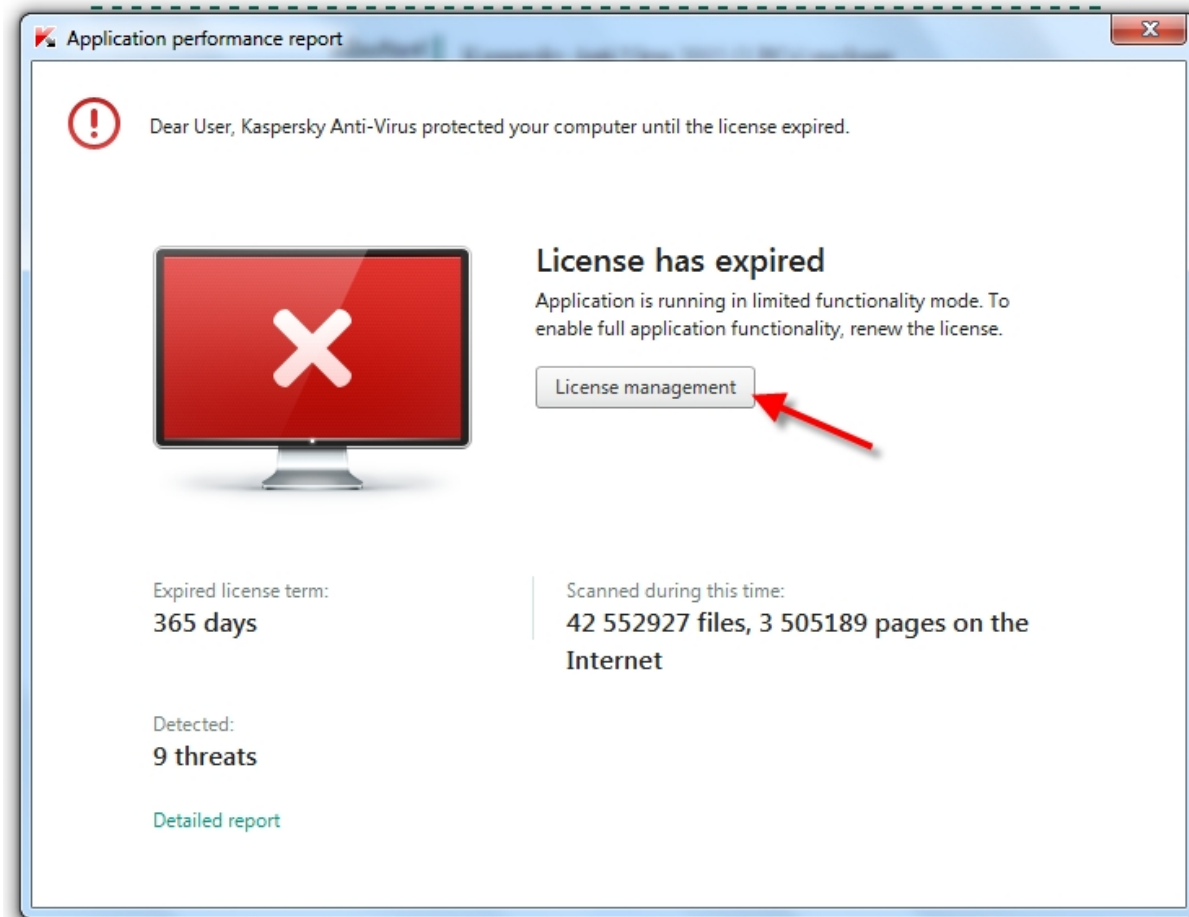 Application performance report
Dear User, Kaspersky Anti-Virus protected your computer until the license expired.
License has expired
Application is running in limited functionality mode. To
enable full application functionality, renew the license.
License management
Expired license term:
365 days
Scanned during this time:
42 552927 files, 3 505189 pages on the
Internet
Detected:
9 threats
Detailed report